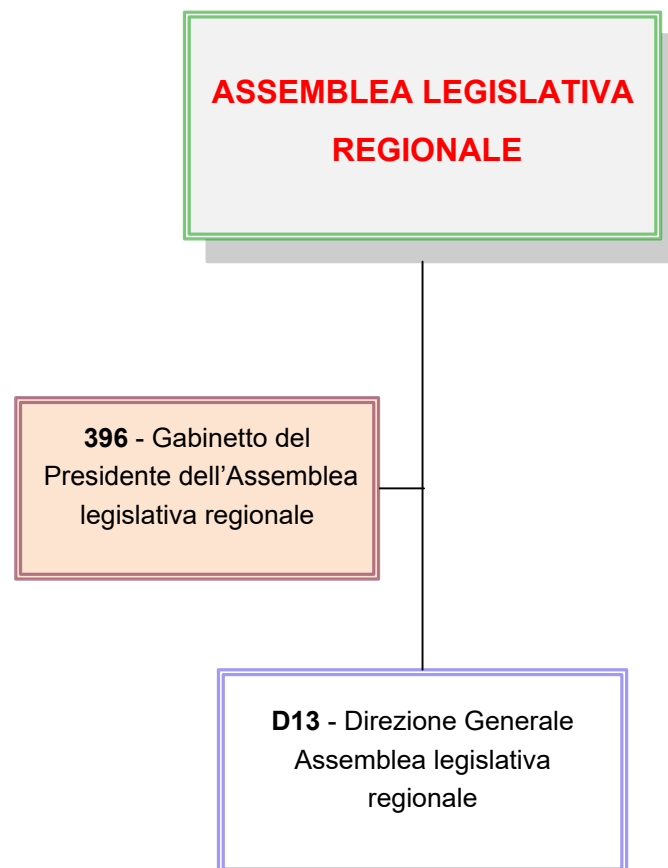 ASSEMBLEA LEGISLATIVA
REGIONALE
396 - Gabinetto del
Presidente dell’Assemblea
legislativa regionale
D13 - Direzione Generale
Assemblea legislativa
regionale